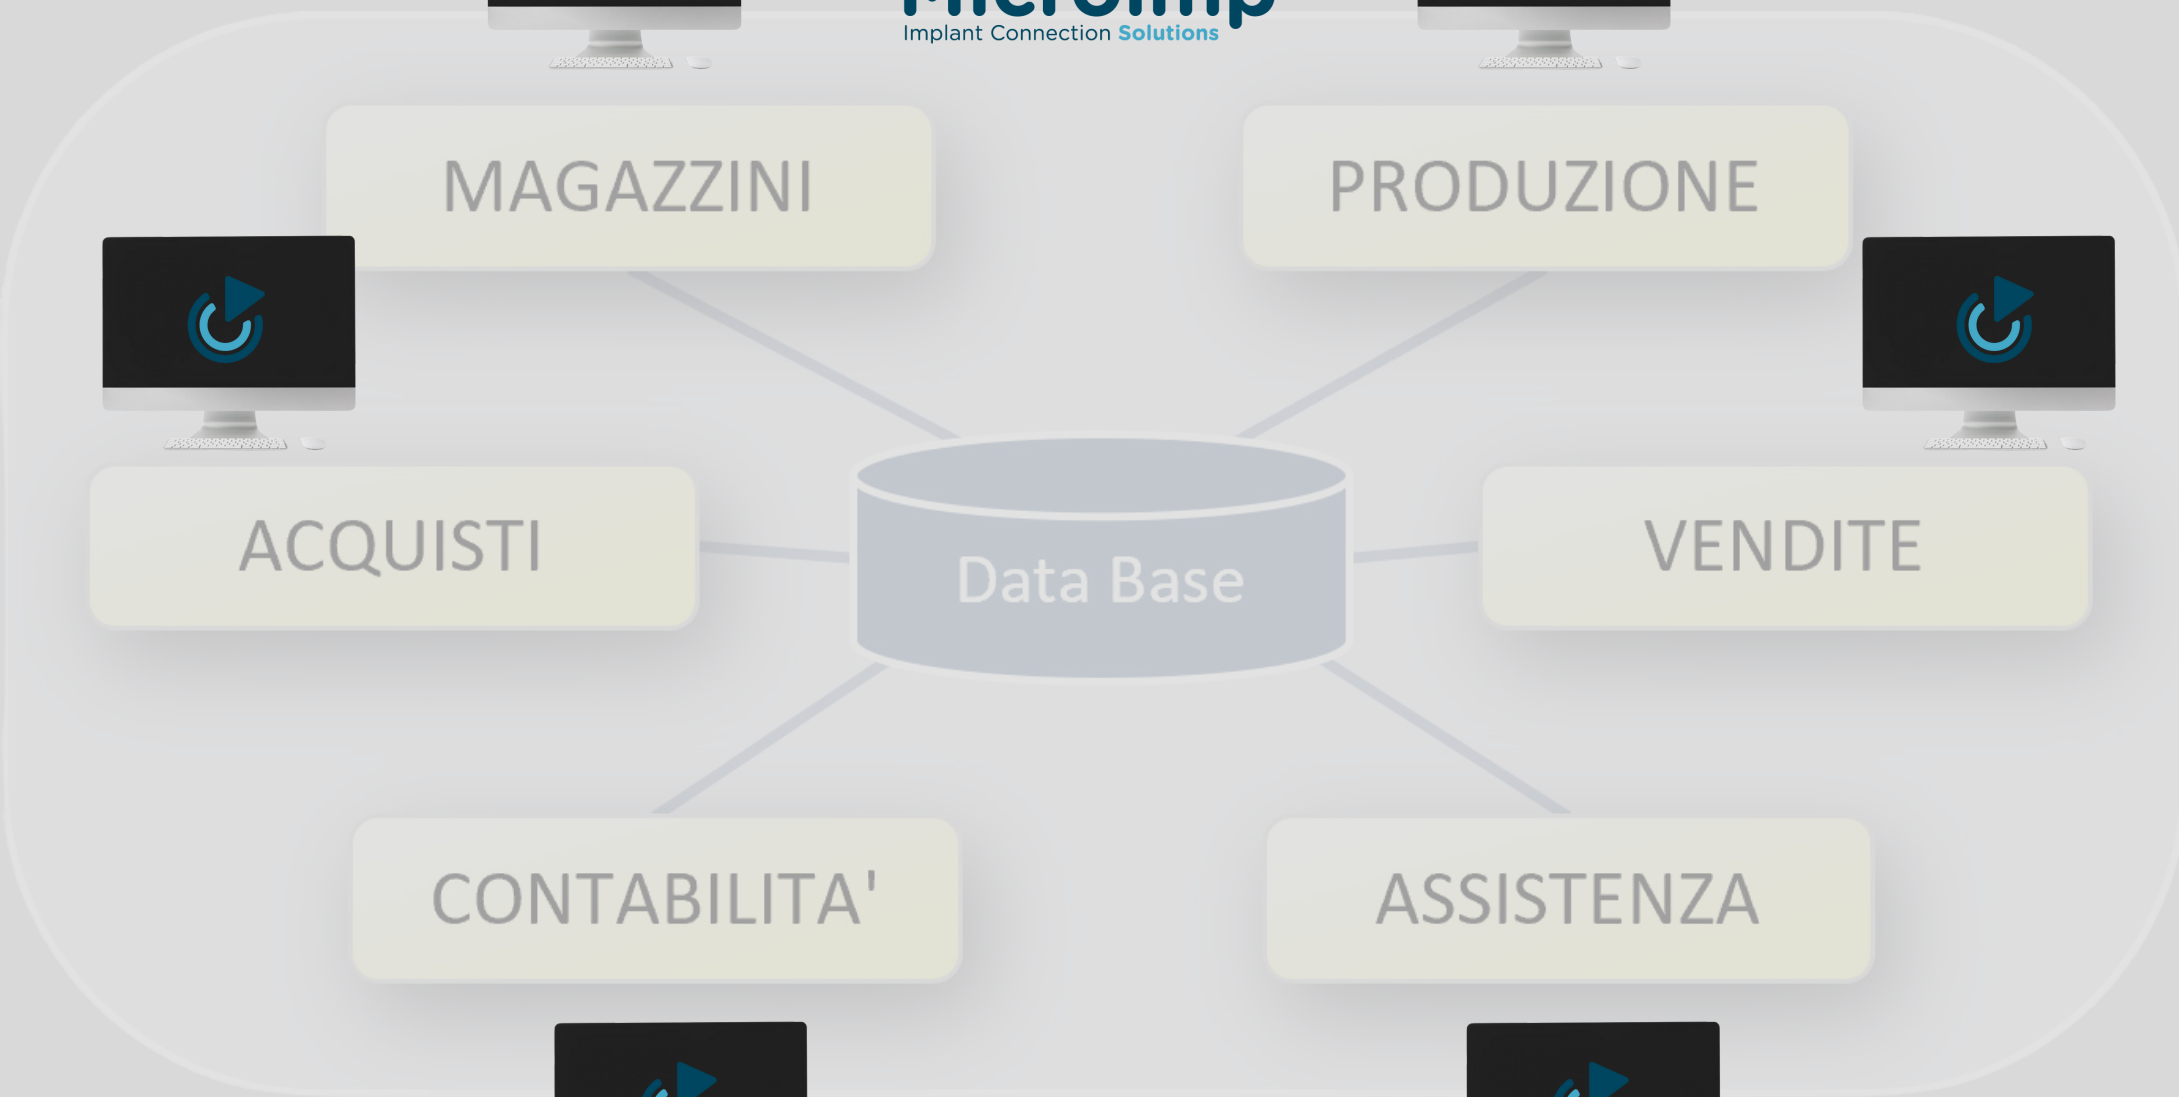 Implant Connection Solutions
MAGAZZINI
PRODUZIONE
ACQUISTI
Data Base
VENDITE
CONTABILITA'
ASSISTENZA